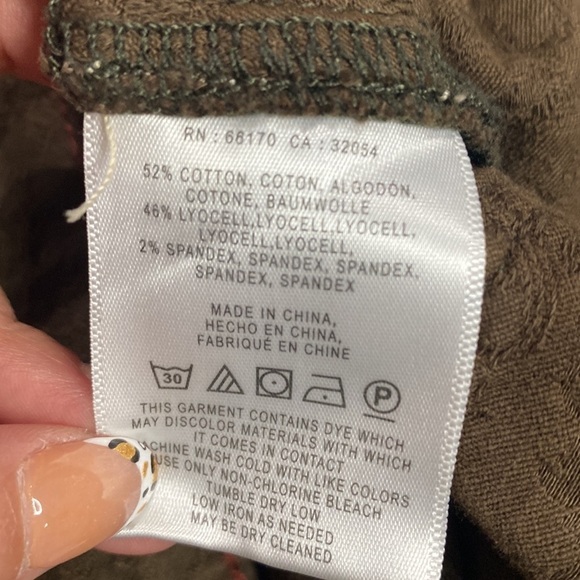 RN : 66170 CA : 32054
52% COTTON, COTON, ALGODÓN,
COTONE, BAUMWOLLE
46% LYOCELL,LYOCELL,LYOCELL,
LYOCELL,LYOCELL,
2% SPANDEX, SPANDEX, SPANDEX,
SPANDEX, SPANDEX
MADE IN CHINA,
HECHO EN CHINA,
FABRIQUÉ EN CHINE
30 P
THIS GARMENT CONTAINS DYE WHICH
MAY DISCOLOR MATERIALS WITH WHICH
IT COMES IN CONTACT
WASH COLD WITH LIKE COLORS
USE ONLY NON-CHLORINE BLEACH
TUMBLE DRY LOW
LOW IRON AS NEEDED
MAY BE DRY CLEANED